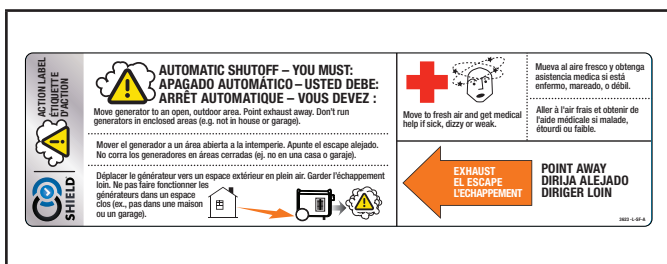 ACTION LABEL
ÉTIQUETTE
D'ACTION
CO
SHIELD
AUTOMATIC SHUTOFF – YOU MUST:
APAGADO AUTOMÁTICO – USTED DEBE:
ARRÊT AUTOMATIQUE – VOUS DEVEZ :
Move generator to an open, outdoor area. Point exhaust away. Don't run
generators in enclosed areas (e.g. not in house or garage).
Mover el generador a un área abierta a la intemperie. Apunte el escape alejado.
No corra los generadores en áreas cerradas (ej. no en una casa o garaje).
Déplacer le générateur vers un espace extérieur en plein air. Garder l'échappement
loin. Ne pas faire fonctionner les
générateurs dans un espace
clos (ex., pas dans une maison
ou un garage).
Move to fresh air and get medical
help if sick, dizzy or weak.
Mueva al aire fresco y obtenga
asistencia medica si está
enfermo, mareado, o débil.
Aller à l'air frais et obtenir de
l'aide médicale si malade,
étourdi ou faible.
EXHAUST
EL ESCAPE
L'ECHAPPEMENT
POINT AWAY
DIRIJA ALEJADO
DIRIGER LOIN
3623-L-SF-A